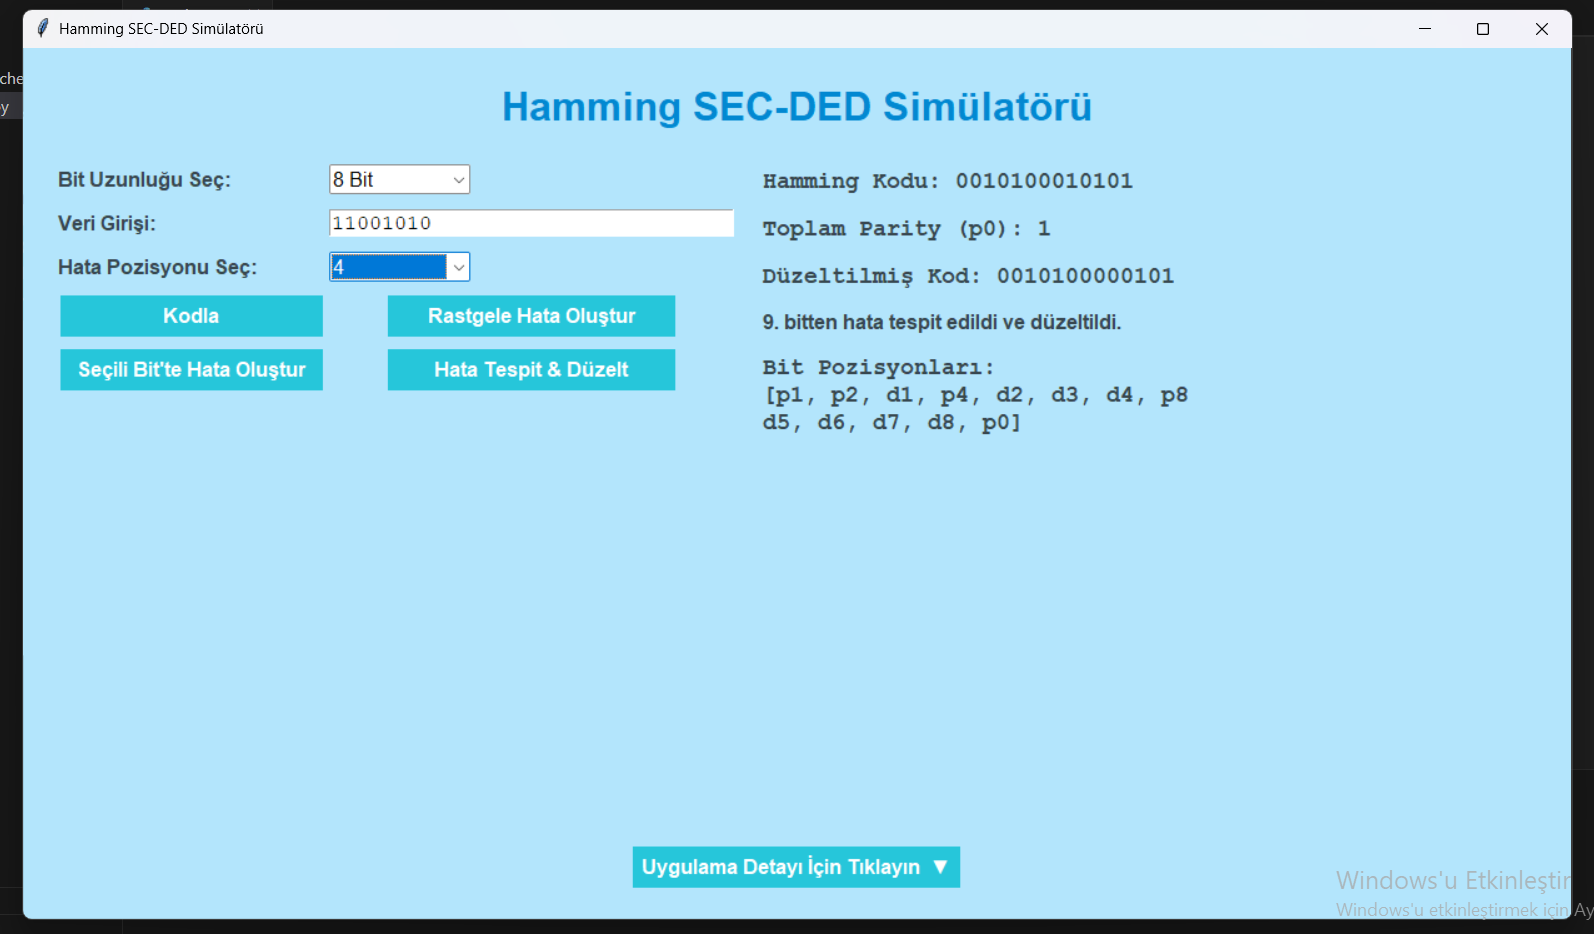 Hamming SEC-DED Simülatörü
che
y
Hamming SEC-DED Simülatörü
Bit Uzunluğu Seç:
8 Bit
Veri Girişi:
11001010
Hata Pozisyonu Seç:
4
Kodla
Rastgele Hata Oluştur
Seçili Bit'te Hata Oluştur
Hata Tespit & Düzelt
Hamming Kodu: 0010100010101
Toplam Parity (p0): 1
Düzeltilmiş Kod: 0010100000101
9. bitten hata tespit edildi ve düzeltildi.
Bit Pozisyonları:
[p1, p2, d1, p4, d2, d3, d4, p8
d5, d6, d7, d8, p0]
Uygulama Detayı İçin Tıklayın ▼
Windows'u Etkinleştir
Windows'u etkinleştirmek için Ay